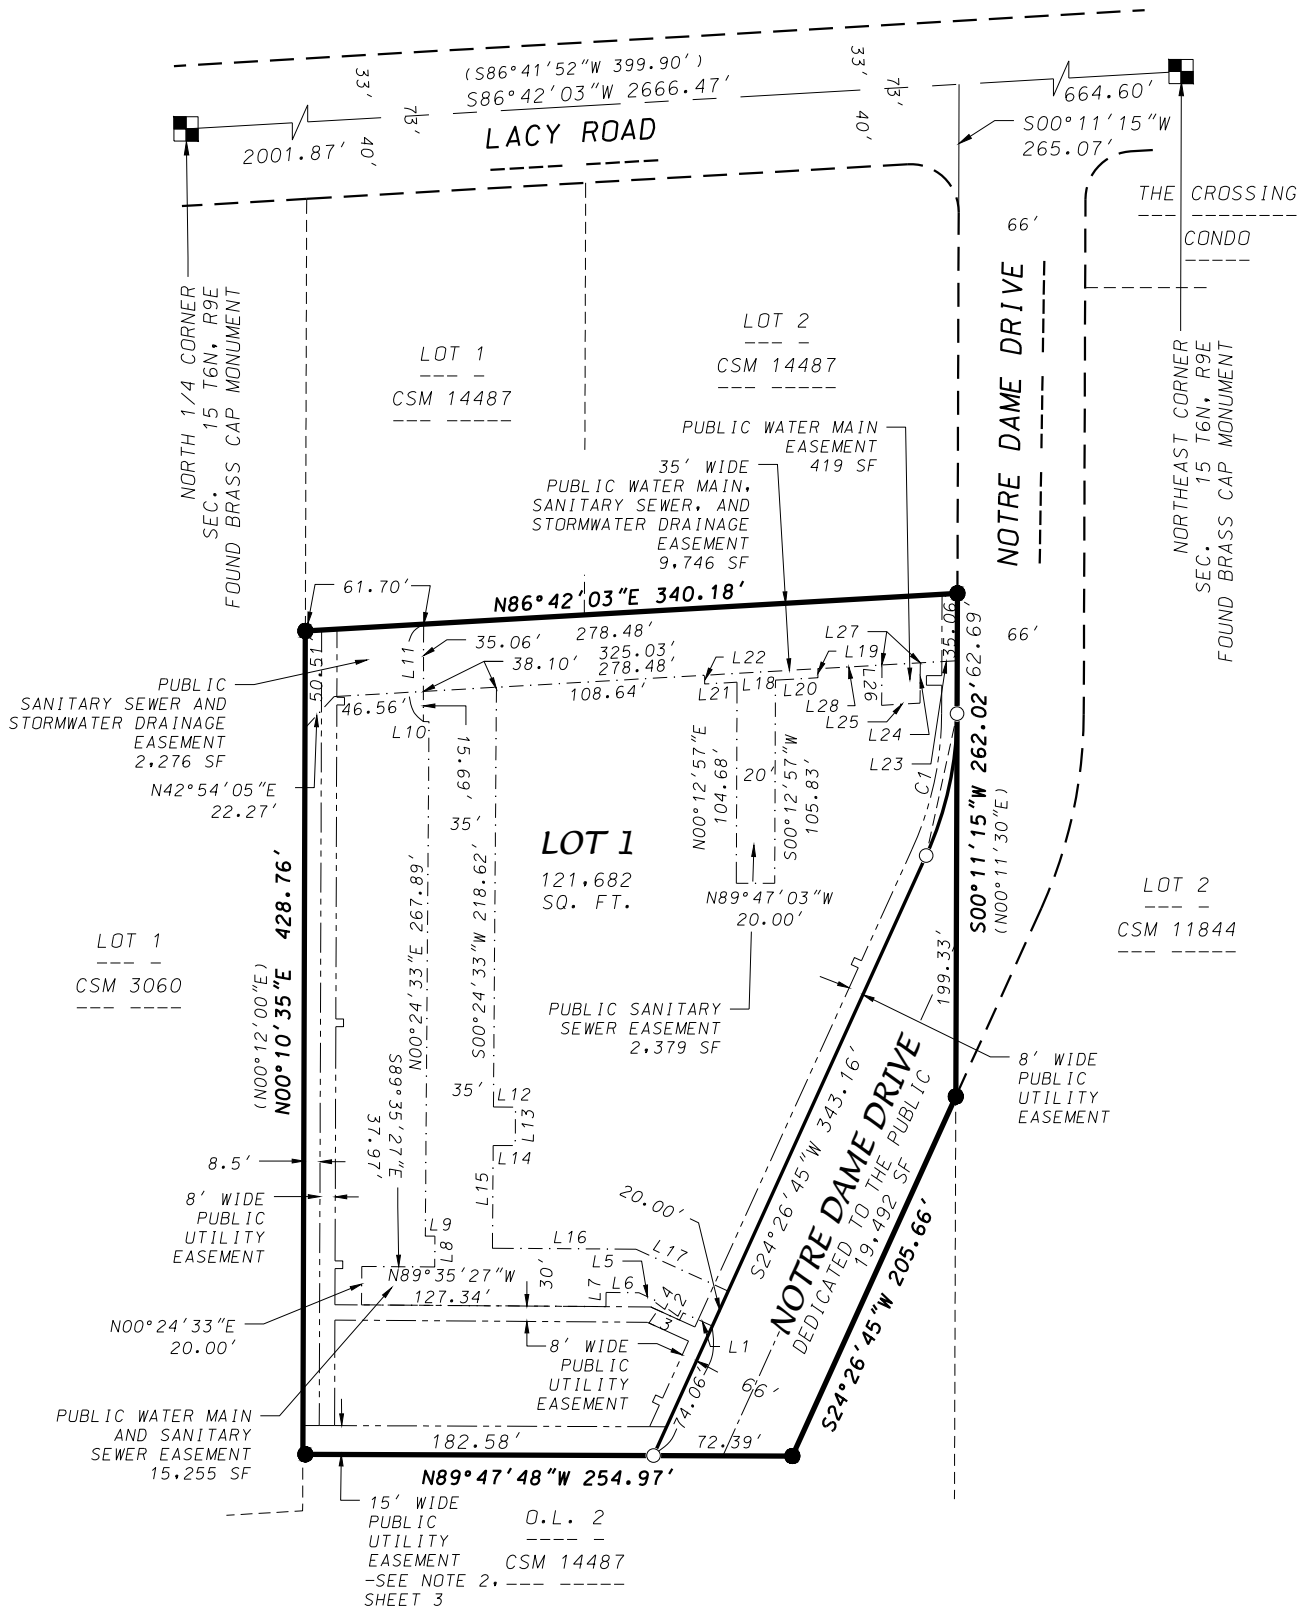 (S86°41'52"W 399.90')
S86°42'03"W 2666.47'
33'
73'
40'
33'
73'
40'
664.60'
2001.87'
LACY ROAD
S00°11'15"W
265.07'
THE CROSSING
CONDO
66'
NOTRE DAME DRIVE
NORTH 1/4 CORNER
SEC. 15 T6N, R9E
FOUND BRASS CAP MONUMENT
NORTHEAST CORNER
SEC. 15 T6N, R9E
FOUND BRASS CAP MONUMENT
LOT 1
CSM 14487
LOT 2
CSM 14487
PUBLIC WATER MAIN
EASEMENT
419 SF
35' WIDE
PUBLIC WATER MAIN,
SANITARY SEWER, AND
STORMWATER DRAINAGE
EASEMENT
9,746 SF
61.70'
N86°42'03"E 340.18'
278.48'
325.03'
278.48'
108.64'
35.06'
38.10'
46.56'
50.51'
L11
L10
L22
L21
L18
L19
L20
L27
L26
L28
L25
L24
L23
35.06'
62.69'
66'
PUBLIC
SANITARY SEWER AND
STORMWATER DRAINAGE
EASEMENT
2,276 SF
N42°54'05"E
22.27'
15.69'
35'
N00°12'57"E
104.68'
20'
S00°12'57"W
105.83'
C1
S00°11'15"W 262.02'
(N00°11'30"E)
LOT 1
121,682
SQ. FT.
N89°47'03"W
20.00'
LOT 2
CSM 11844
LOT 1
CSM 3060
N00°10'35"E 428.76'
(N00°12'00"E)
N00°24'33"E 267.89'
S00°24'33"W 218.62'
PUBLIC SANITARY
SEWER EASEMENT
2,379 SF
199.33'
8' WIDE
PUBLIC
UTILITY
EASEMENT
S89°35'27"E
37.97'
35'
L12
L13
L14
L15
8.5'
8' WIDE
PUBLIC
UTILITY
EASEMENT
S24°26'45"W 343.16'
NOTRE DAME DRIVE
DEDICATED TO THE PUBLIC
19,492 SF
S24°26'45"W 205.66'
20.00'
L9
L8
L16
L17
L5
L6
L7
L4
L2
L3
L1
30'
N89°35'27"W
127.34'
N00°24'33"E
20.00'
8' WIDE
PUBLIC
UTILITY
EASEMENT
66'
74.06'
PUBLIC WATER MAIN
AND SANITARY
SEWER EASEMENT
15,255 SF
182.58'
72.39'
N89°47'48"W 254.97'
15' WIDE
PUBLIC
UTILITY
EASEMENT
-SEE NOTE 2,
SHEET 3
O.L. 2
CSM 14487